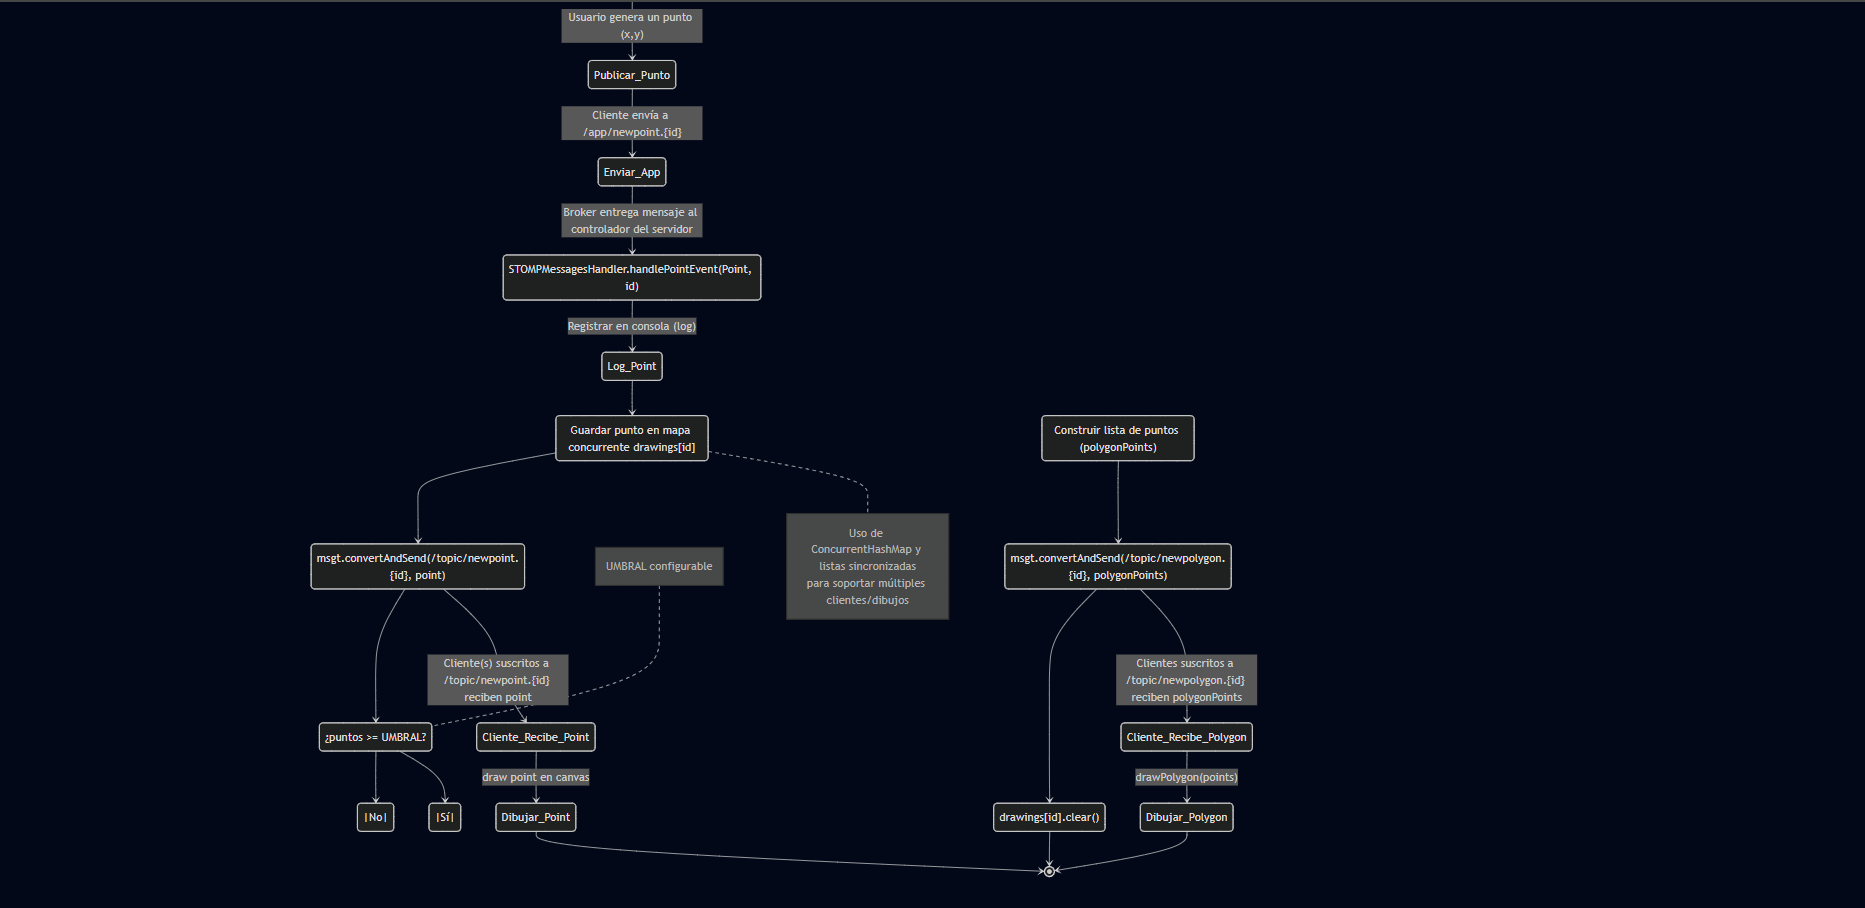 Usuario genera un punto
(x,y)
Publicar_Punto
Cliente envía a
/app/newpoint.{id}
Enviar_App
Broker entrega mensaje al
controlador del servidor
STOMPMessagesHandler.handlePointEvent(Point,
id)
Registrar en consola (log)
Log_Point
Guardar punto en mapa
concurrente drawings[id]
Construir lista de puntos
(polygonPoints)
msgt.convertAndSend(/topic/newpoint.
{id}, point)
UMBRAL configurable
Uso de
ConcurrentHashMap y
listas sincronizadas
para soportar múltiples
clientes/dibujos
msgt.convertAndSend(/topic/newpolygon.
{id}, polygonPoints)
Cliente(s) suscritos a
/topic/newpoint.{id}
reciben point
Clientes suscritos a
/topic/newpolygon.{id}
reciben polygonPoints
¿puntos >= UMBRAL?
Cliente_Recibe_Point
Cliente_Recibe_Polygon
draw point en canvas
drawPolygon(points)
|No|
|Sí|
Dibujar_Point
drawings[id].clear()
Dibujar_Polygon